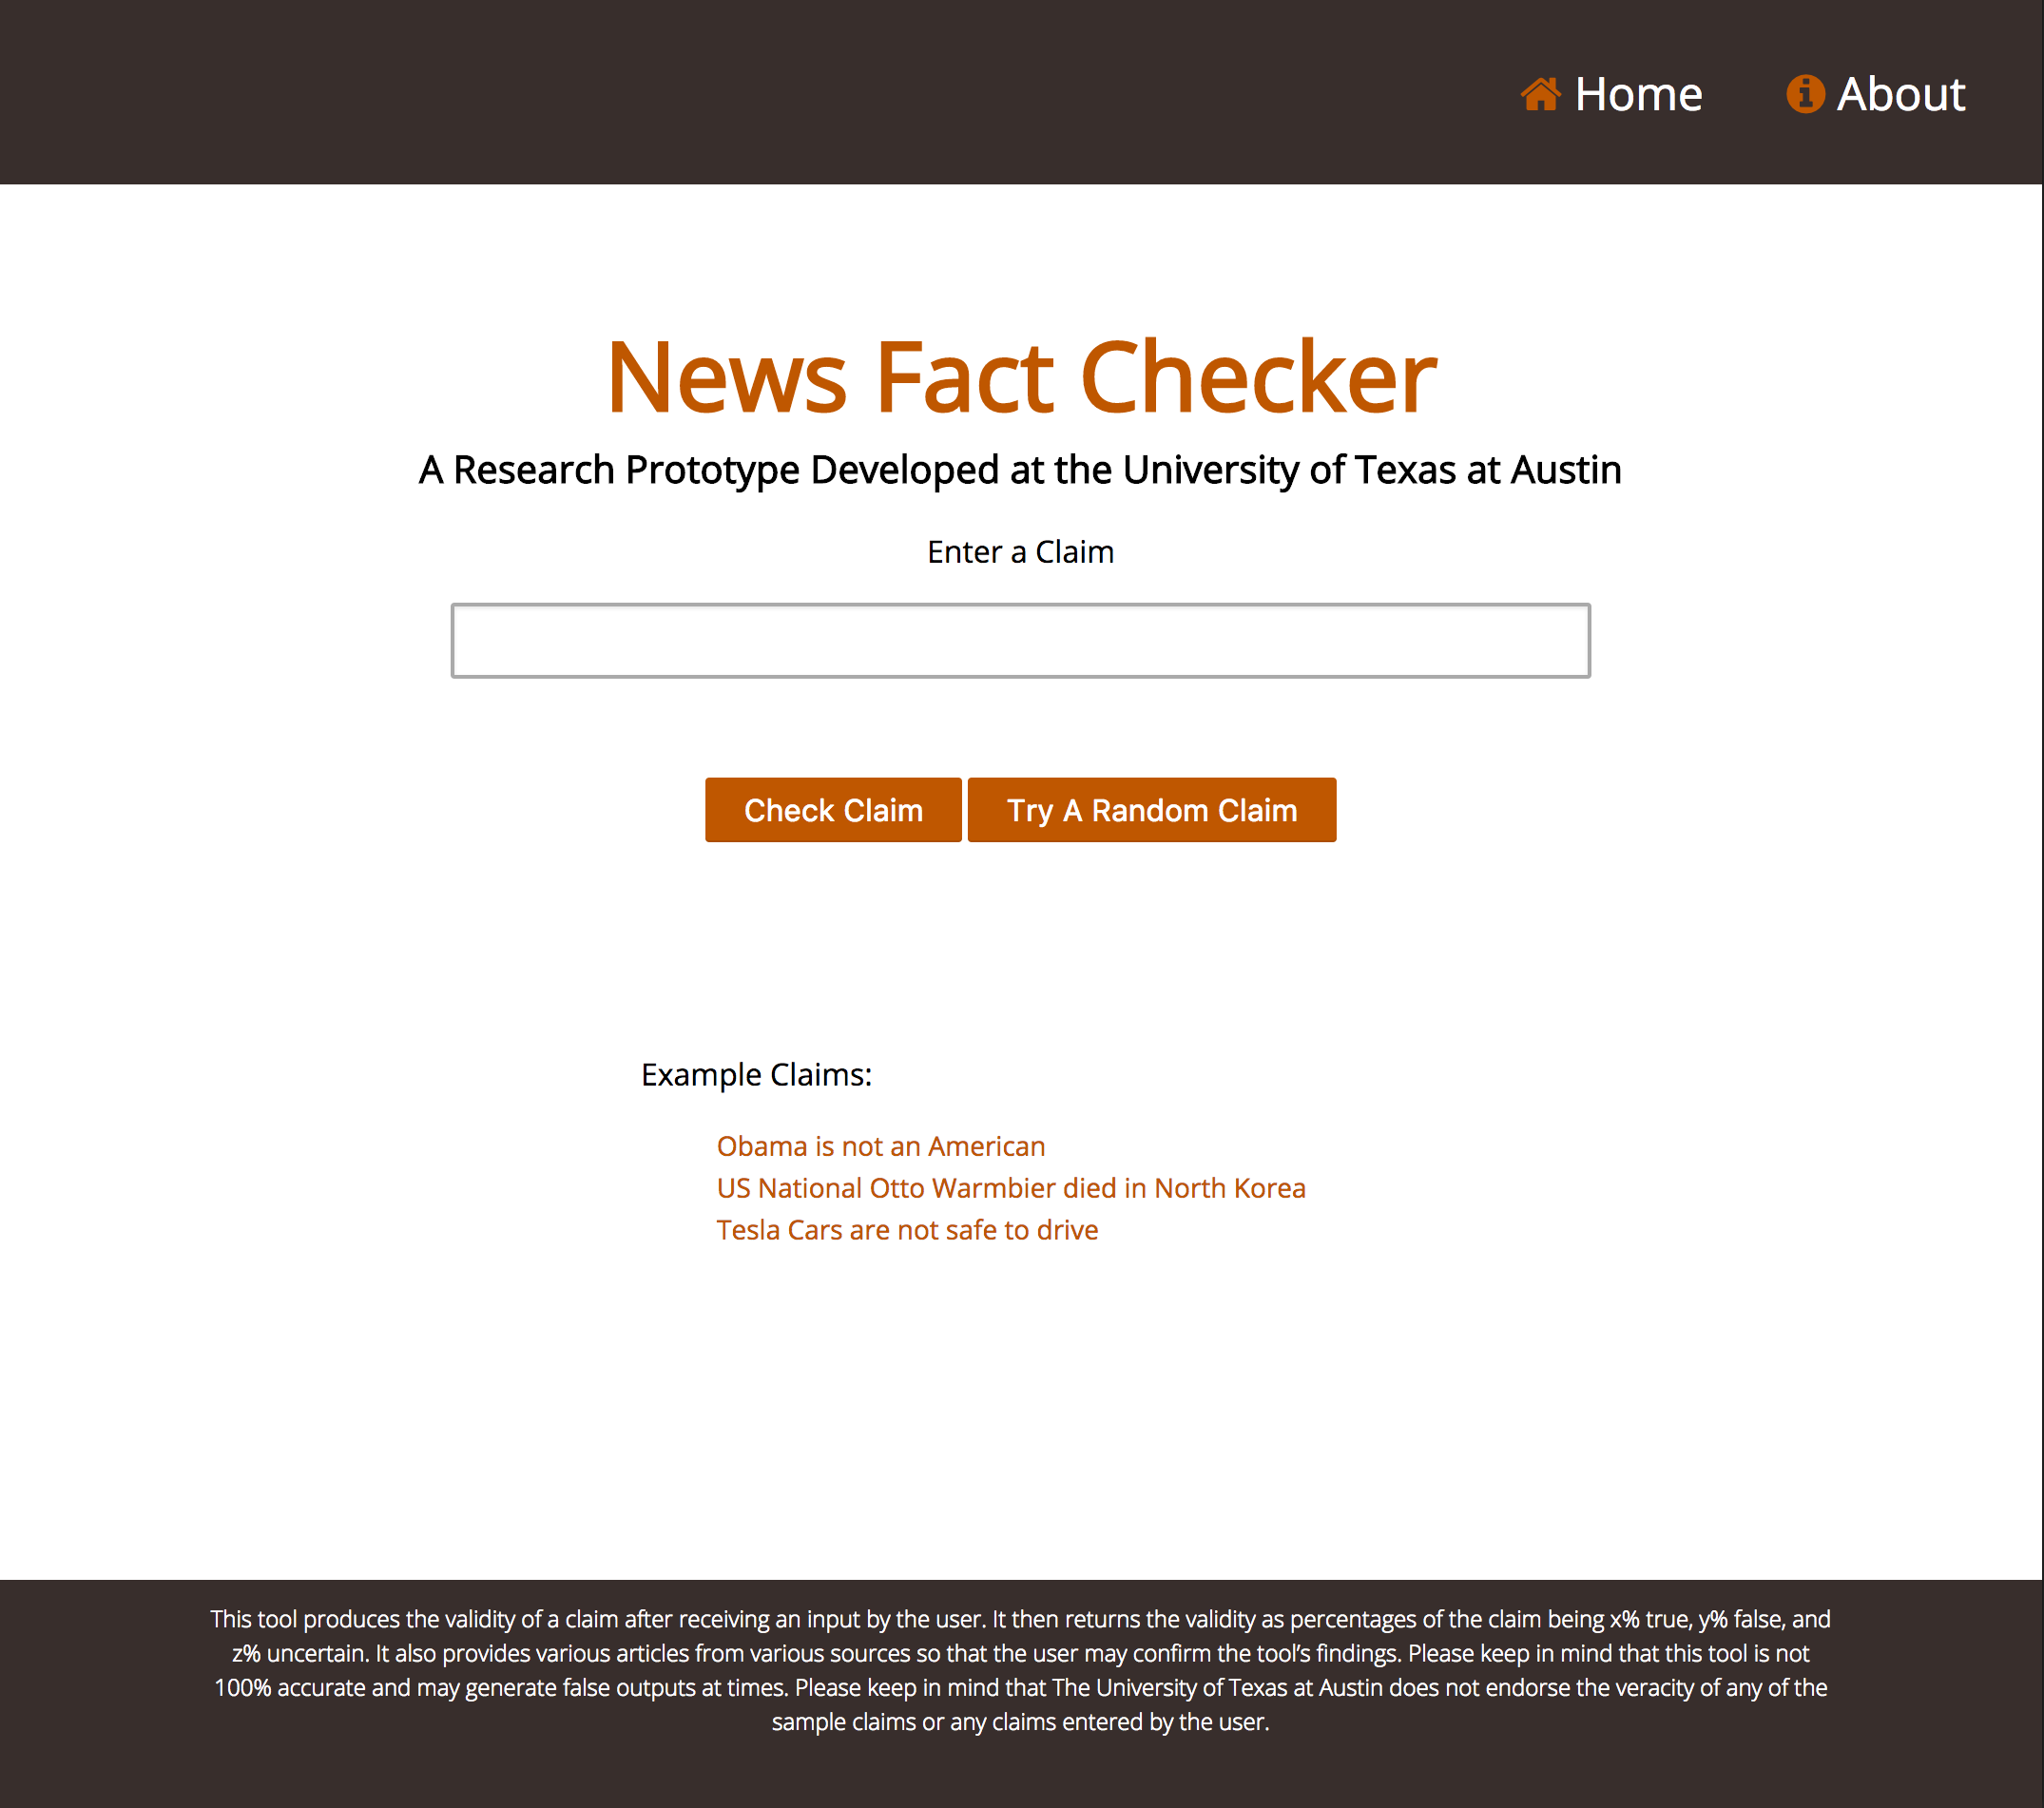 Home
About
News Fact Checker
A Research Prototype Developed at the University of Texas at Austin
Enter a Claim
Check Claim
Try A Random Claim
Example Claims:
Obama is not an American
US National Otto Warmbier died in North Korea
Tesla Cars are not safe to drive
This tool produces the validity of a claim after receiving an input by the user. It then returns the validity as percentages of the claim being x% true, y% false, and
z% uncertain. It also provides various articles from various sources so that the user may confirm the tool’s findings. Please keep in mind that this tool is not
100% accurate and may generate false outputs at times. Please keep in mind that The University of Texas at Austin does not endorse the veracity of any of the
sample claims or any claims entered by the user.